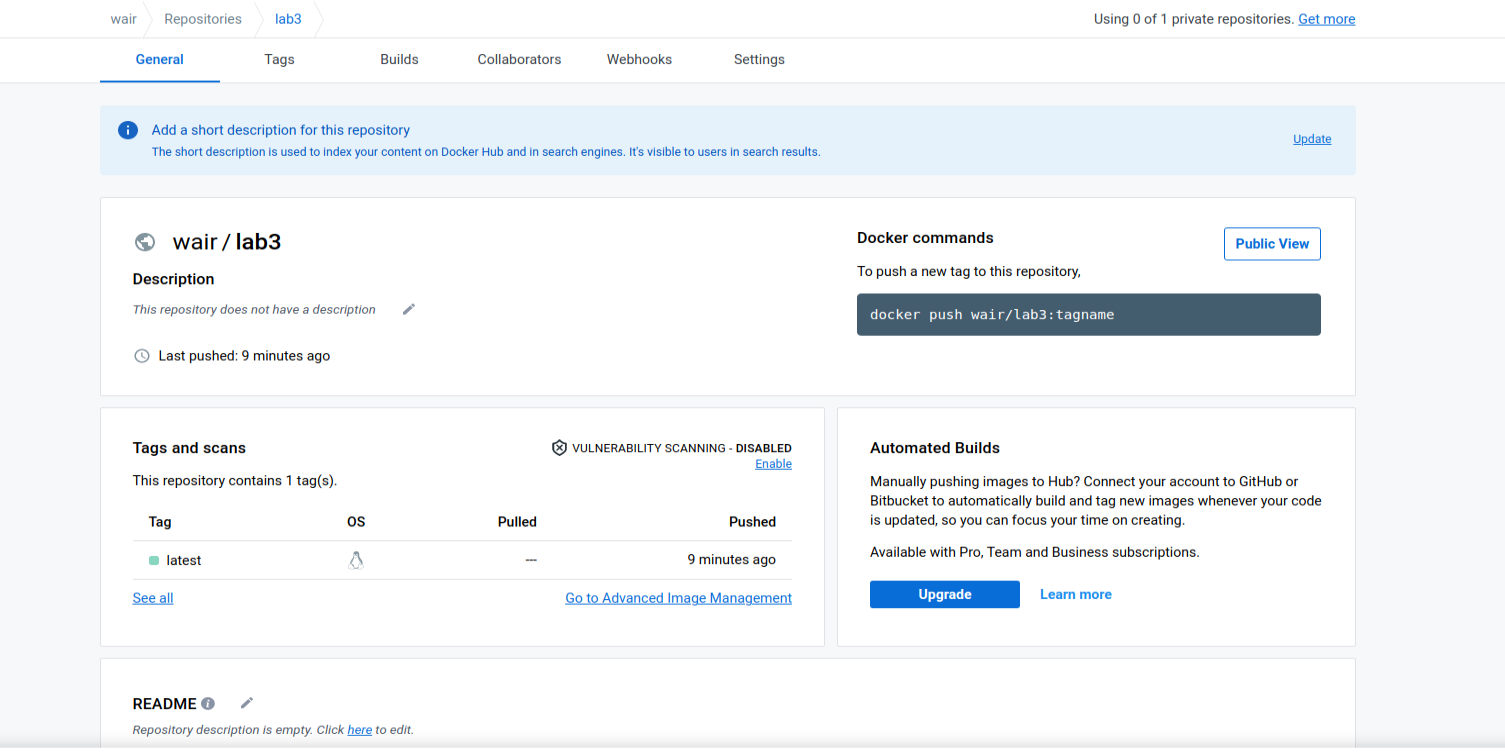 wair Repositories lab3 Using 0 of 1 private repositories. Get more
General Tags Builds Collaborators Webhooks Settings
Add a short description for this repository
The short description is used to index your content on Docker Hub and in search engines. It's visible to users in search results.
Update
wair / lab3
Description
This repository does not have a description
Last pushed: 9 minutes ago
Docker commands
Public View
To push a new tag to this repository,
docker push wair/lab3:tagname
Tags and scans
VULNERABILITY SCANNING - DISABLED
Enable
This repository contains 1 tag(s).
Tag OS Pulled Pushed
latest --- 9 minutes ago
See all Go to Advanced Image Management
Automated Builds
Manually pushing images to Hub? Connect your account to GitHub or
Bitbucket to automatically build and tag new images whenever your code
is updated, so you can focus your time on creating.
Available with Pro, Team and Business subscriptions.
Upgrade Learn more
README
Repository description is empty. Click here to edit.